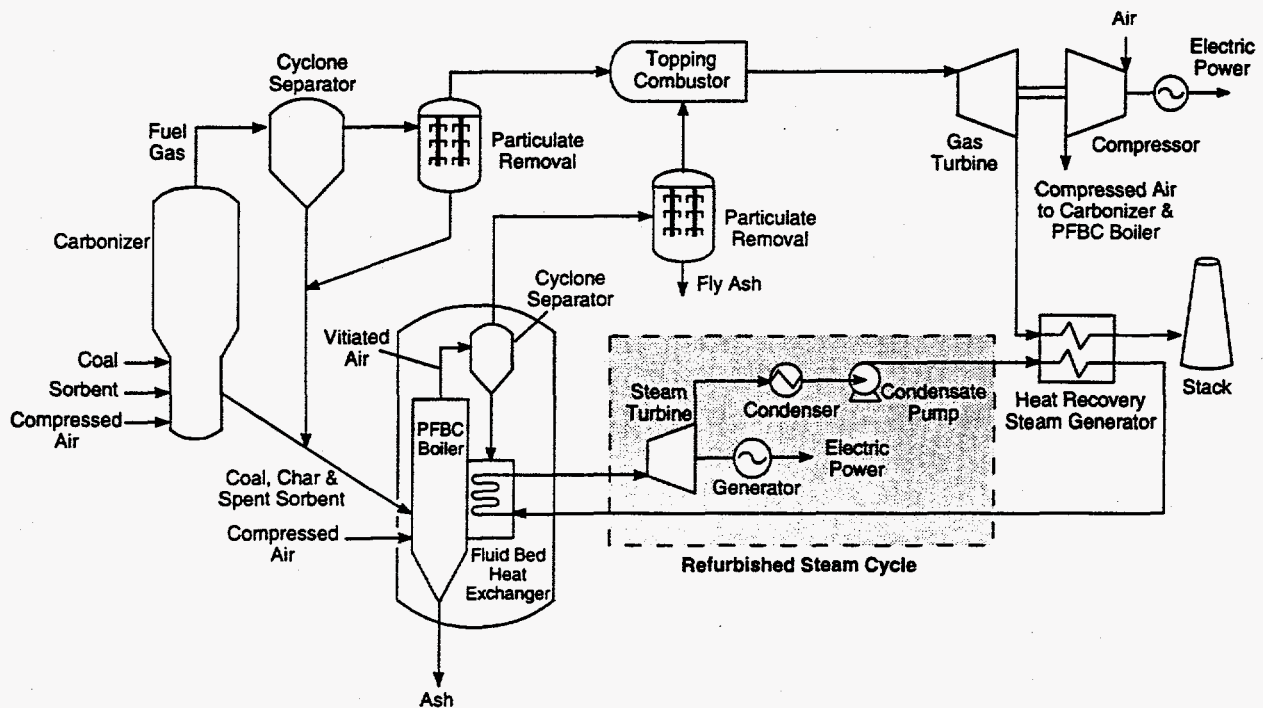 Air
Electric
Power
Cyclone
Separator
Topping
Combustor
Fuel
Gas
Particulate
Removal
Gas
Turbine
Compressor
Compressed Air
to Carbonizer &
PFBC Boiler
Carbonizer
Particulate
Removal
Fly Ash
Cyclone
Separator
Vitiated
Air
Coal
Sorbent
Compressed
Air
Steam
Turbine
Condenser
Condensate
Pump
Heat Recovery
Steam Generator
Stack
PFBC
Boiler
Generator
Electric
Power
Coal, Char &
Spent Sorbent
Compressed
Air
Fluid Bed
Heat
Exchanger
Refurbished Steam Cycle
Ash